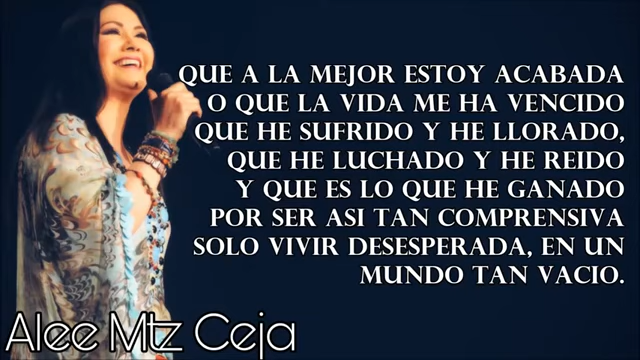 QUE A LA MEJOR ESTOY ACABADA
O QUE LA VIDA ME HA VENCIDO
QUE HE SUFRIDO Y HE LLORADO,
QUE HE LUCHADO Y HE REIDO
Y QUE ES LO QUE HE GANADO
POR SER ASI TAN COMPRENSIVA
SOLO VIVIR DESESPERADA, EN UN
MUNDO TAN VACIO.
Alee Mtz Ceja